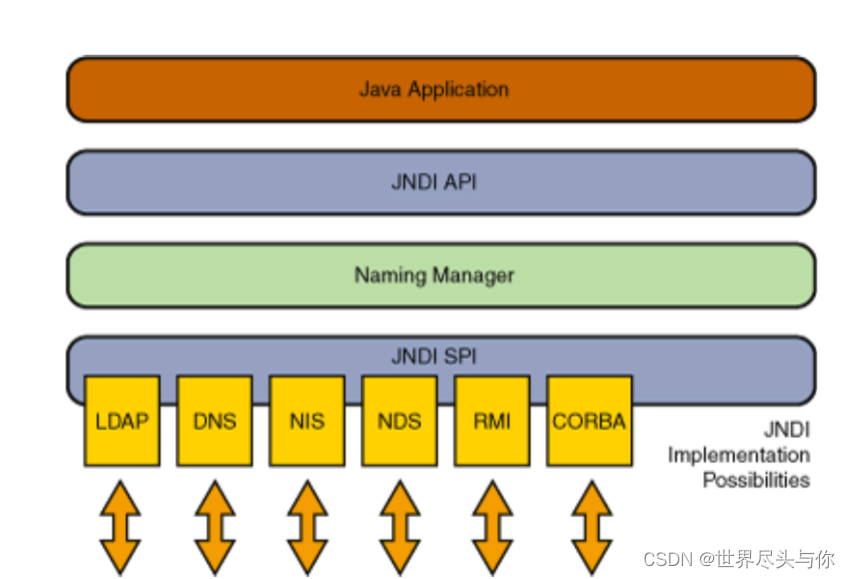 Java Application
JNDI API
Naming Manager
JNDI SPI
LDAP
DNS
NIS
NDS
RMI
CORBA
JNDI
Implementation
Possibilities
CSDN @世界尽头与你